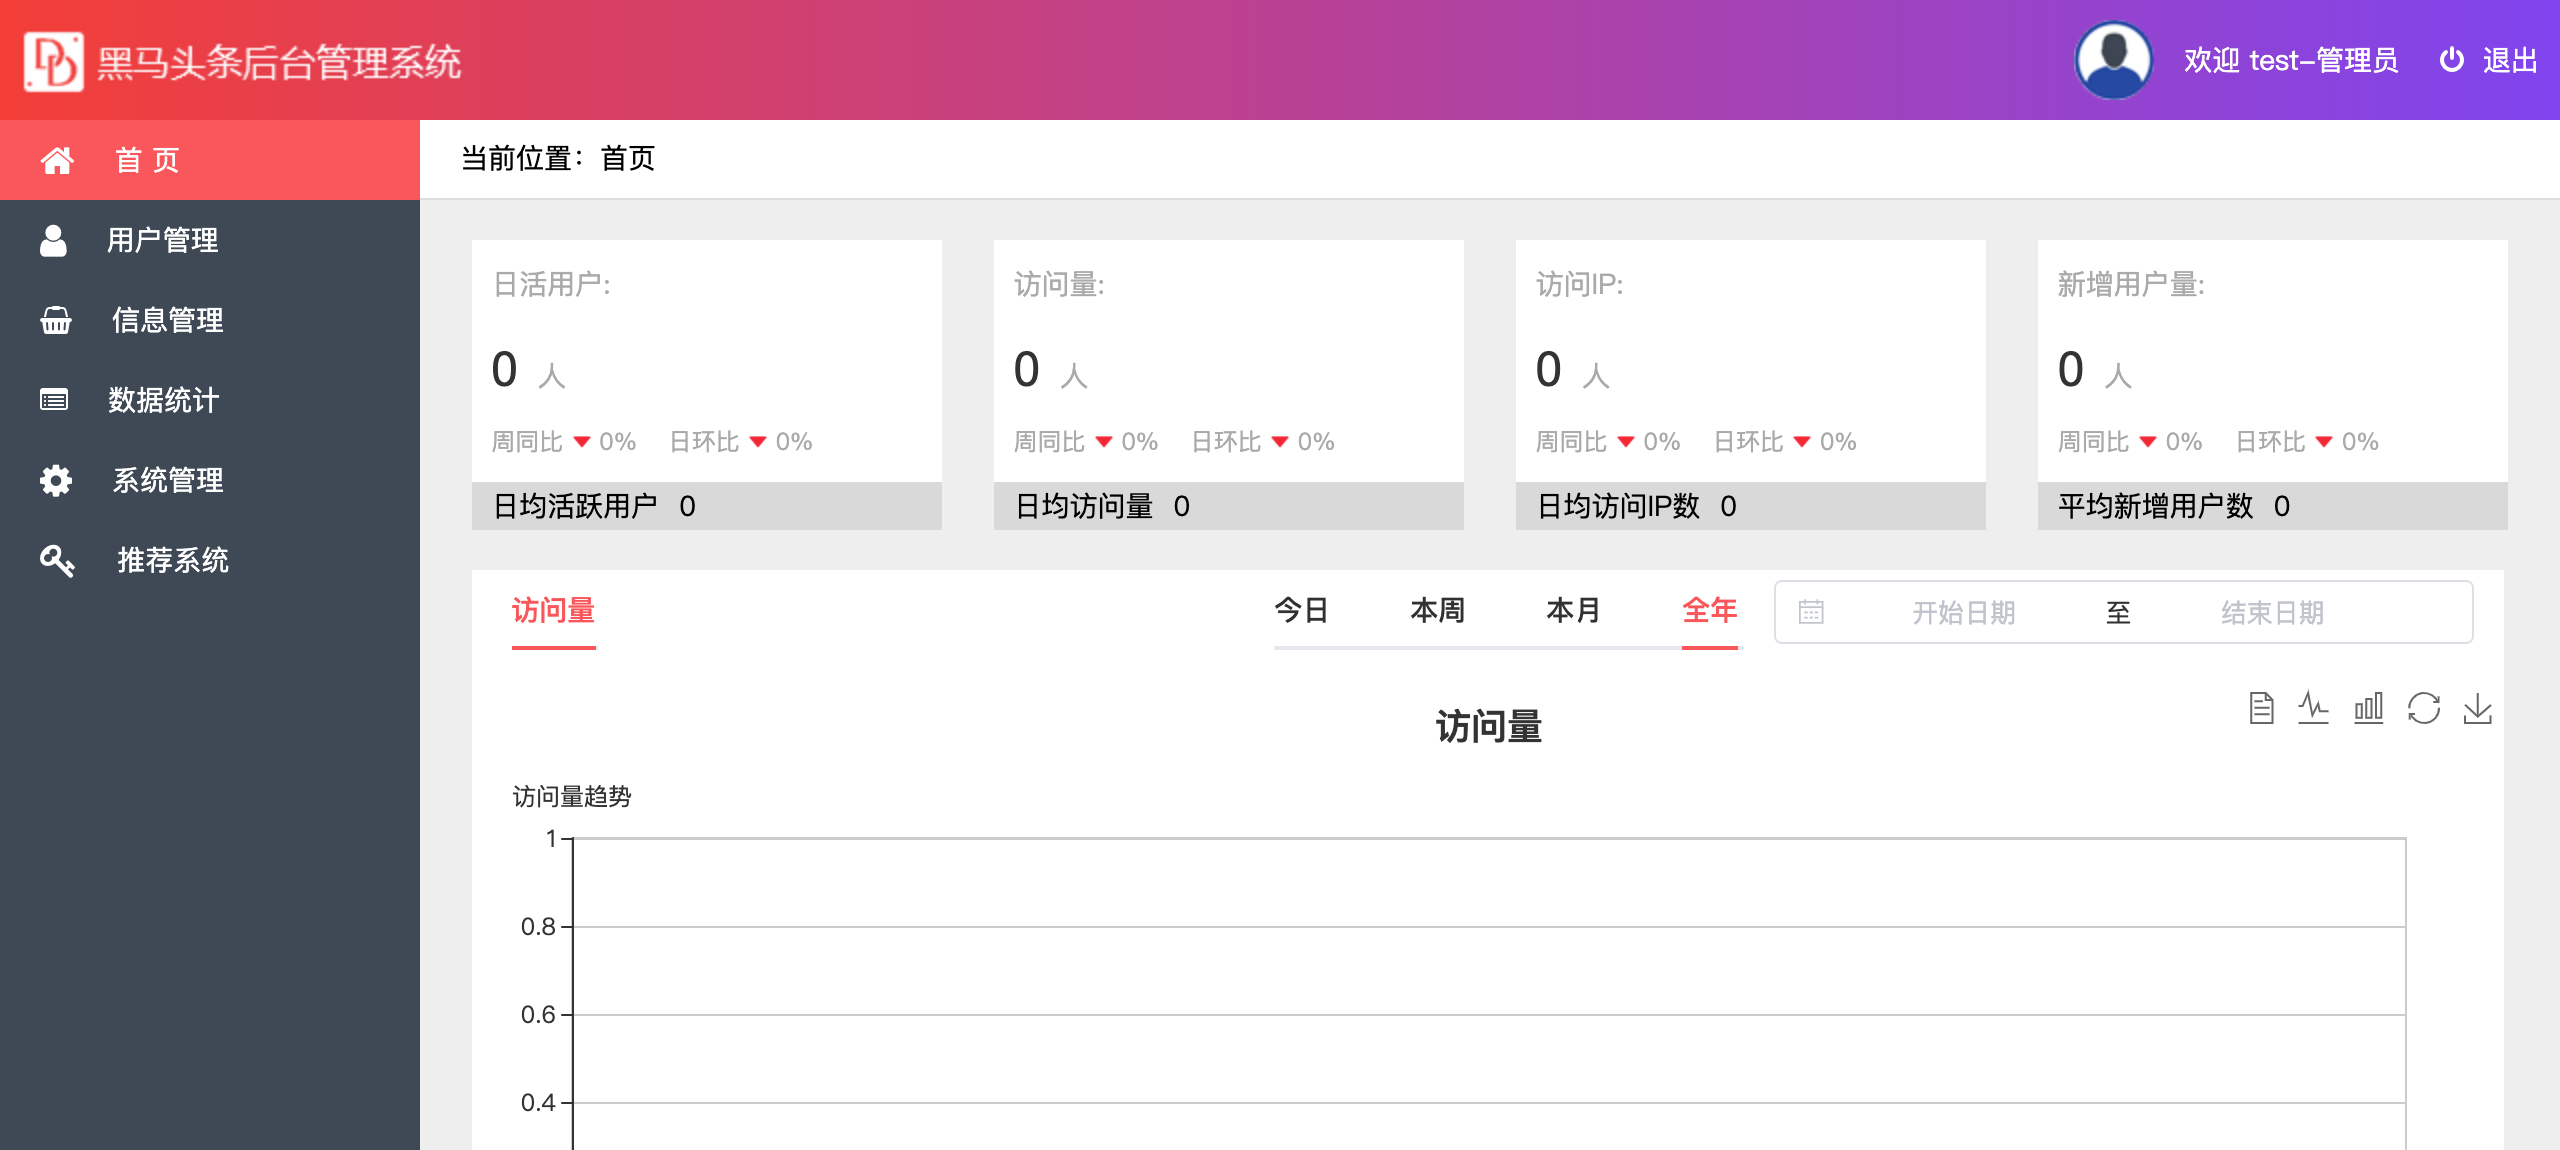 黑马头条后台管理系统
欢迎 test-管理员 退出
首 页
用户管理
信息管理
数据统计
系统管理
推荐系统
当前位置：首页
日活用户:
0 人
周同比 0% 日环比 0%
日均活跃用户 0
访问量:
0 人
周同比 0% 日环比 0%
日均访问量 0
访问IP:
0 人
周同比 0% 日环比 0%
日均访问IP数 0
新增用户量:
0 人
周同比 0% 日环比 0%
平均新增用户数 0
访问量
今日 本周 本月 全年 开始日期 至 结束日期
访问量
访问量趋势
1
0.8
0.6
0.4